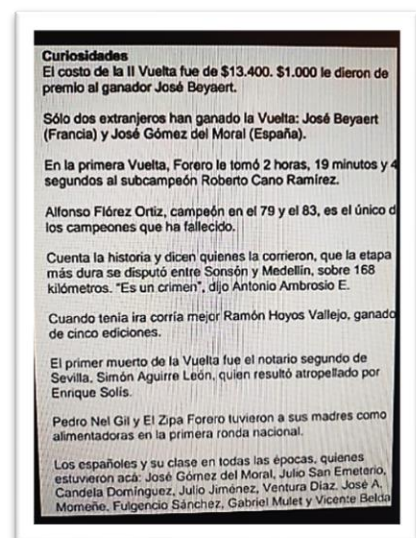 Curiosidades
El costo de la II Vuelta fue de $13.400. $1.000 le dieron de
premio al ganador José Beyaert.
Sólo dos extranjeros han ganado la Vuelta: José Beyaert
(Francia) y José Gómez del Moral (España).
En la primera Vuelta, Forero le tomó 2 horas, 19 minutos y 4
segundos al subcampeón Roberto Cano Ramírez.
Alfonso Flórez Ortiz, campeón en el 79 y el 83, es el único d
los campeones que ha fallecido.
Cuenta la historia y dicen quienes la corrieron, que la etapa
más dura se disputó entre Sonsón y Medellín, sobre 168
kilómetros. "Es un crimen", dijo Antonio Ambrosio E.
Cuando tenía ira corría mejor Ramón Hoyos Vallejo, ganado
de cinco ediciones.
El primer muerto de la Vuelta fue el notario segundo de
Sevilla, Simón Aguirre León, quien resultó atropellado por
Enrique Solís.
Pedro Nel Gil y El Zipa Forero tuvieron a sus madres como
alimentadoras en la primera ronda nacional.
Los españoles y su clase en todas las épocas, quienes
estuvieron acá: José Gómez del Moral, Julio San Emeterio,
Candela Domínguez, Julio Jiménez, Ventura Díaz, José A.
Momeñe, Fulgencio Sánchez, Gabriel Mulet y Vicente Belda